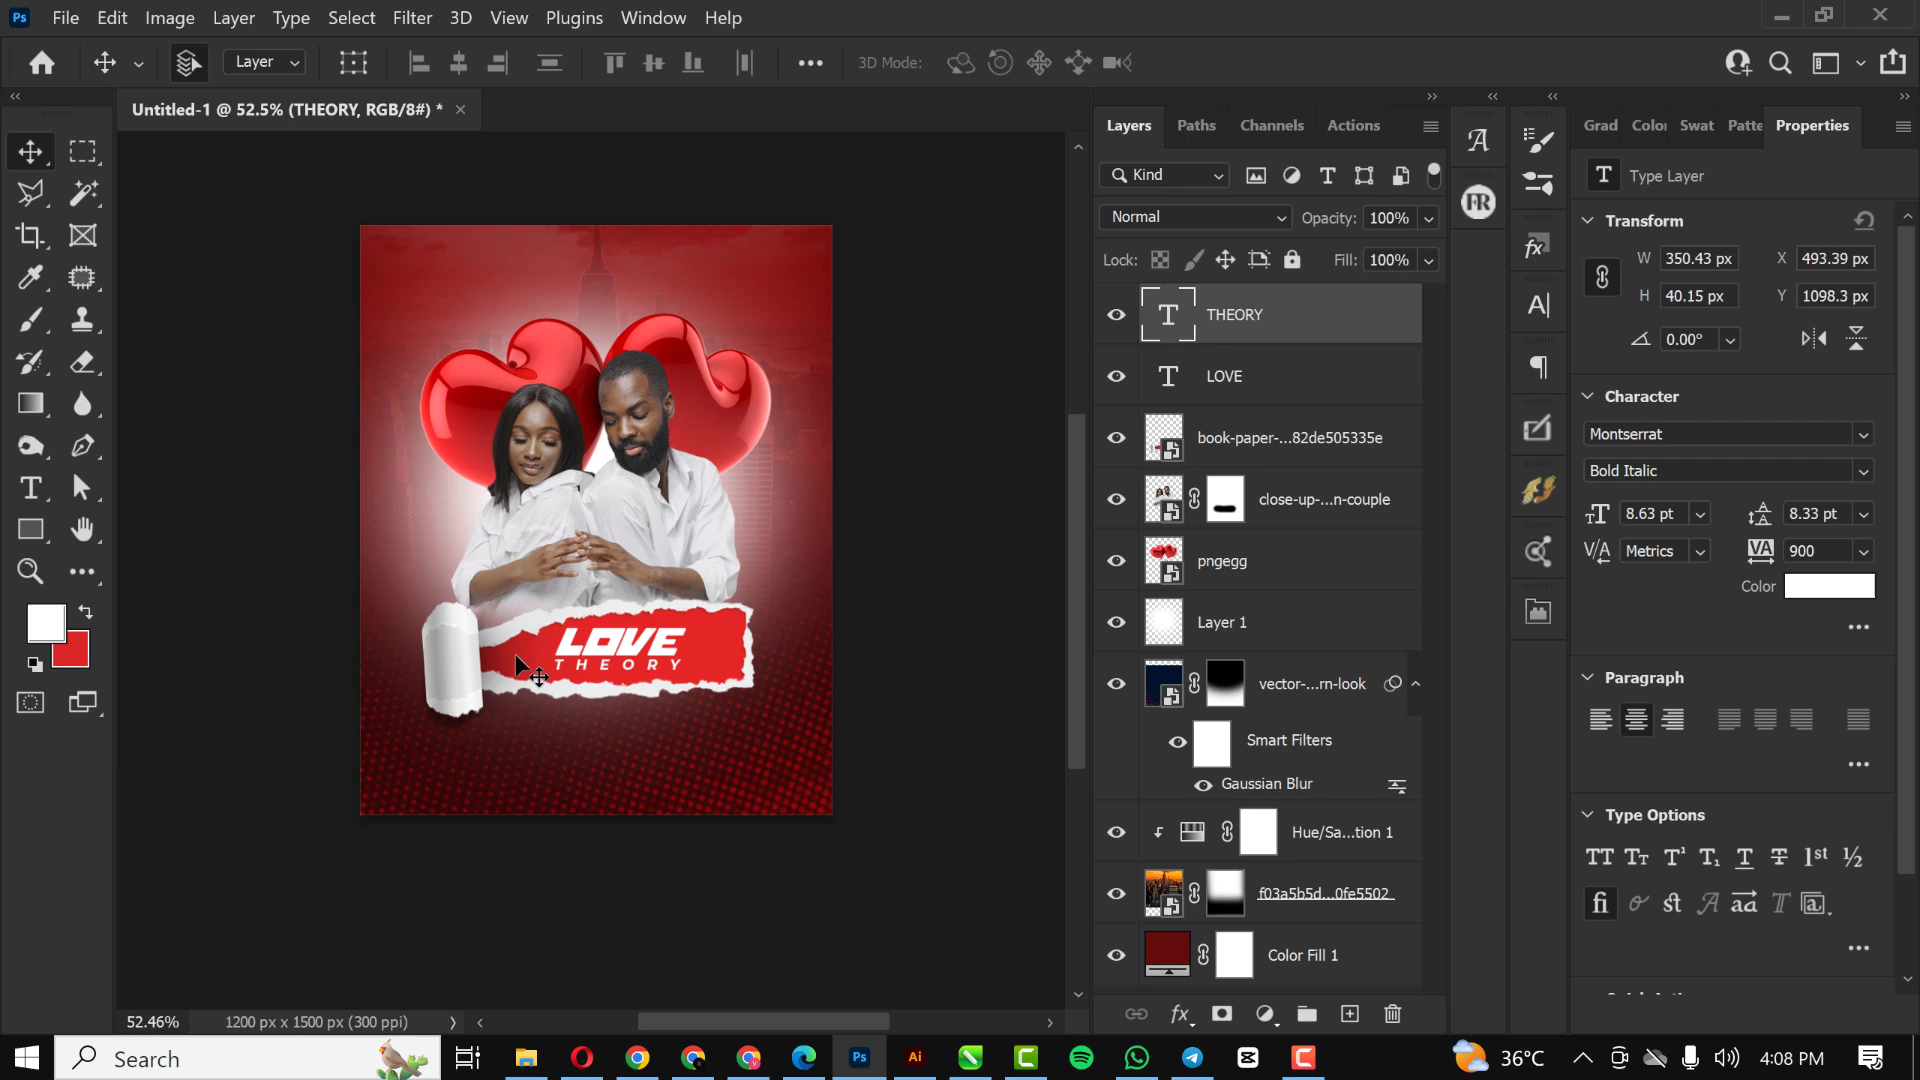 Ps File Edit Image Layer Type Select Filter 3D View Plugins Window Help
Layer 3D Mode:
Untitled-1 @ 52.5% (THEORY, RGB/8#) *
Layers Paths Channels Actions
Grad Color Swat Patte Properties
Kind
Type Layer
Normal Opacity: 100%
Lock: Fill: 100%
Transform
W 350.43 px X 493.39 px
H 40.15 px Y 1098.3 px
0.00°
THEORY
LOVE
book-paper-...82de505335e
close-up-...n-couple
pngegg
Layer 1
vector-...rn-look
Smart Filters
Gaussian Blur
Hue/Sa...tion 1
f03a5b5d...0fe5502
Color Fill 1
FR
Character
Montserrat
Bold Italic
8.63 pt 8.33 pt
Metrics 900
Color
Paragraph
Type Options
LOVE
THEORY
52.46% 1200 px x 1500 px (300 ppi)
Search
Ps Ai
36°C 4:08 PM